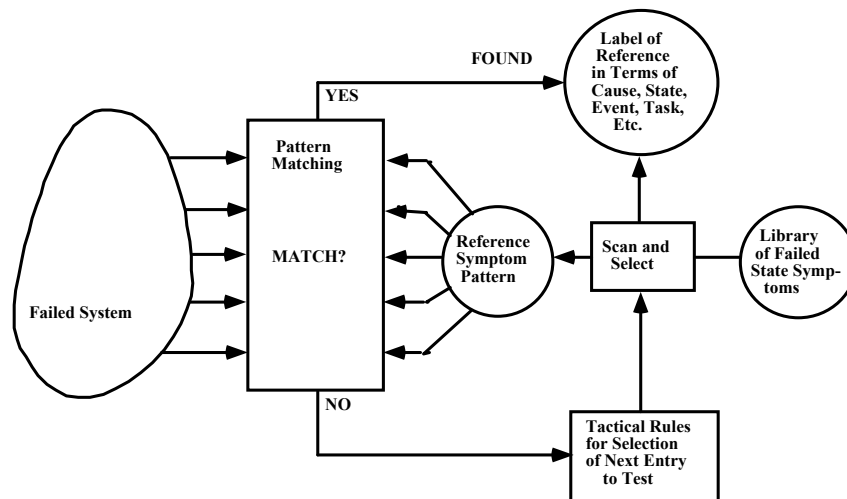 Label of
Reference
in Terms of
Cause, State,
Event, Task,
Etc.
FOUND
YES
Pattern
Matching
MATCH?
Reference
Symptom
Pattern
Scan and
Select
Library
of Failed
State Symp-
toms
Failed System
NO
Tactical Rules
for Selection
of Next Entry
to Test